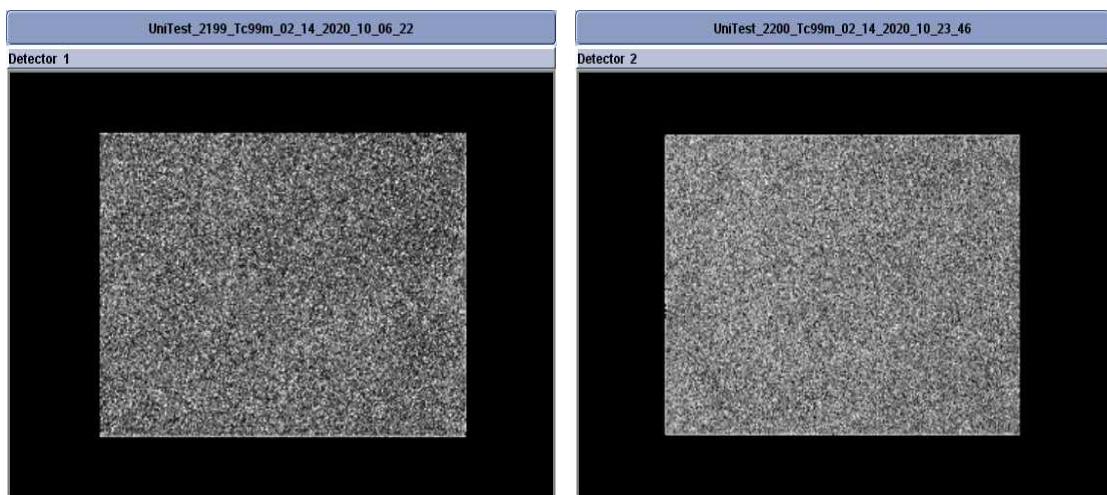 UniTest_2199_Tc99m_02_14_2020_10_06_22
Detector 1
UniTest_2200_Tc99m_02_14_2020_10_23_46
Detector 2